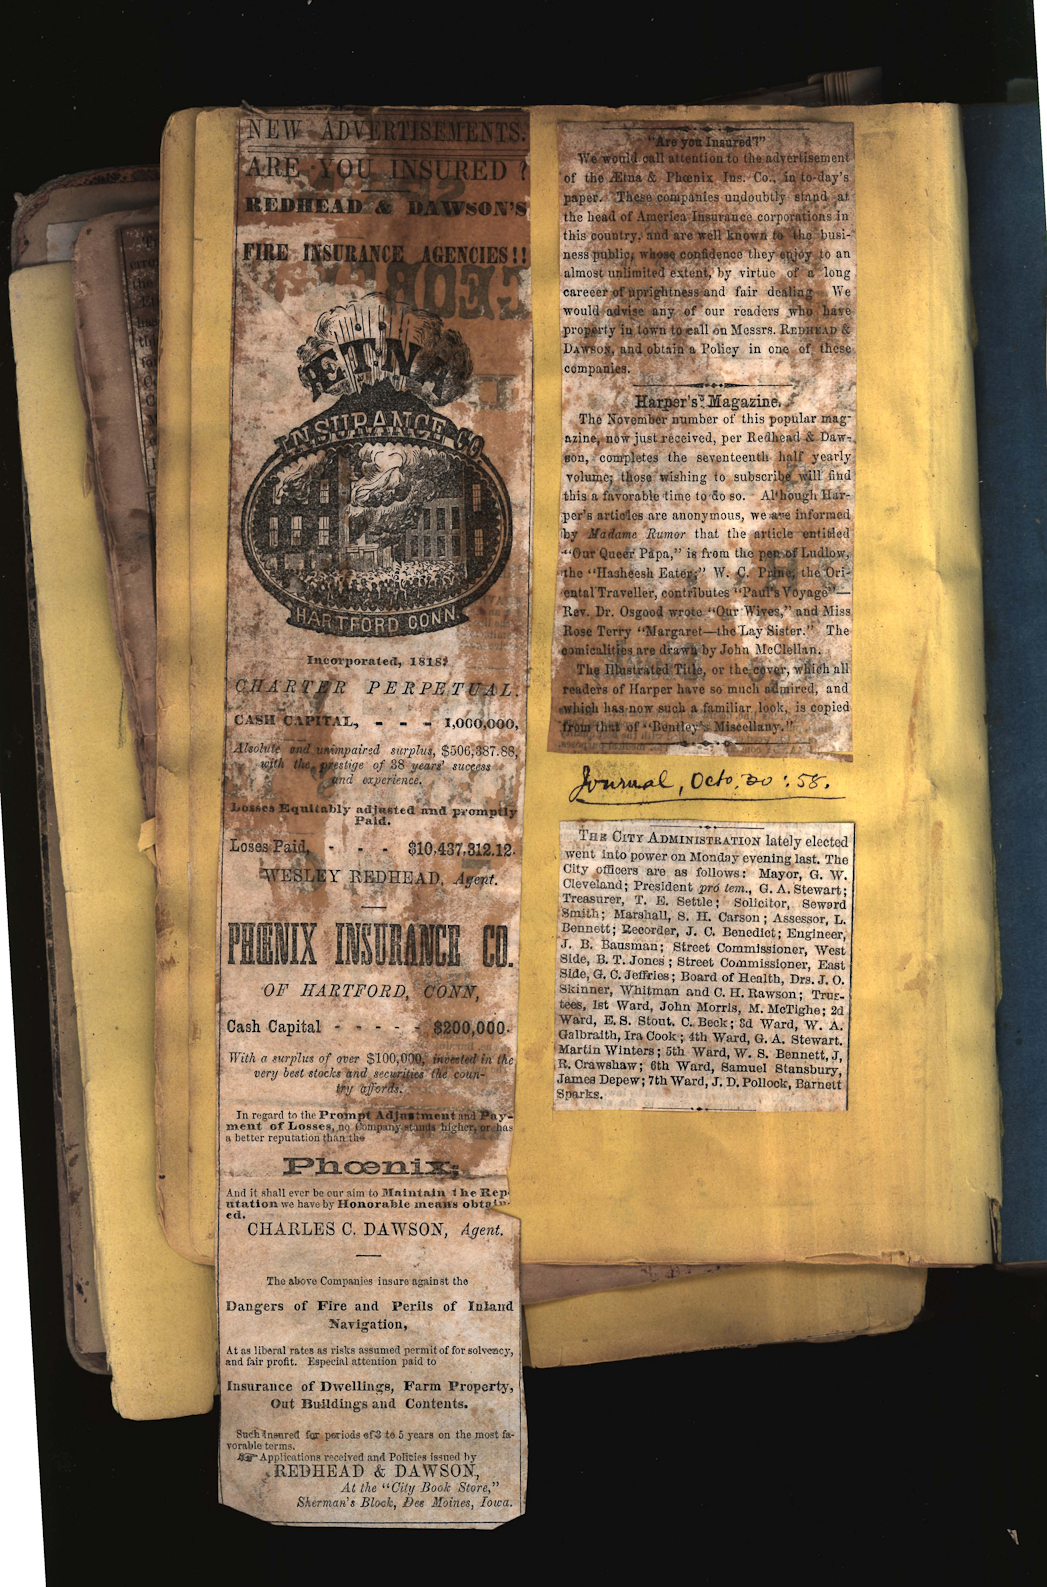 NEW ADVERTISEMENTS.
ARE YOU INSURED?
REDHEAD & DAWSON'S
FIRE INSURANCE AGENCIES!!
ÆTNA
INSURANCE CO
HARTFORD CONN.
Incorporated, 1818?
CHARTER PERPETUAL.
CASH CAPITAL, - - - 1,000,000,
Absolute and unimpaired surplus, $506,387.88,
with the prestige of 38 years' success
and experience.
Losses Equitably adjusted and promptly
Paid.
Loses Paid, - - - $10,437,312.12.
WESLEY REDHEAD, Agent.
PHŒNIX INSURANCE CO.
OF HARTFORD, CONN,
Cash Capital - - - - - $200,000.
With a surplus of over $100,000, invested in the
very best stocks and securities the coun-
try affords.
In regard to the Prompt Adjustment and Pay-
ment of Losses, no Company stands higher, or has
a better reputation than the
Phœnix;
And it shall ever be our aim to Maintain the Rep-
utation we have by Honorable means obtain-
ed.
CHARLES C. DAWSON, Agent.
The above Companies insure against the
Dangers of Fire and Perils of Inland
Navigation,
At as liberal rates as risks assumed permit of for solvency,
and fair profit. Especial attention paid to
Insurance of Dwellings, Farm Property,
Out Buildings and Contents.
Such insured for periods of 3 to 5 years on the most fa-
vorable terms.
☞ Applications received and Policies issued by
REDHEAD & DAWSON,
At the "City Book Store,"
Sherman's Block, Des Moines, Iowa.
"Are you Insured?"
We would call attention to the advertisement
of the Ætna & Phœnix Ins. Co., in to-day's
paper. These companies undoubtly stand at
the head of America Insurance corporations in
this country, and are well known to the busi-
ness public, whose confidence they enjoy to an
almost unlimited extent, by virtue of a long
careeer of uprightness and fair dealing. We
would advise any of our readers who have
property in town to call on Messrs. REDHEAD &
DAWSON, and obtain a Policy in one of these
companies.
Harper's Magazine.
The November number of this popular mag-
azine, now just received, per Redhead & Daw-
son, completes the seventeenth half yearly
volume; those wishing to subscribe will find
this a favorable time to do so. Although Har-
per's articles are anonymous, we are informed
by Madame Rumor that the article entitled
"Our Queer Papa," is from the pen of Ludlow,
the "Hasheesh Eater;" W. C. Prime, the Ori-
ental Traveller, contributes "Paul's Voyage"—
Rev. Dr. Osgood wrote "Our Wives," and Miss
Rose Terry "Margaret—the Lay Sister." The
comicalities are drawn by John McClellan.
The Illustrated Title, or the cover, which all
readers of Harper have so much admired, and
which has now such a familiar look, is copied
from that of "Bentley's Miscellany."
Journal, Octo. 30 : 58.
THE CITY ADMINISTRATION lately elected
went into power on Monday evening last. The
City officers are as follows: Mayor, G. W.
Cleveland; President pro tem., G. A. Stewart;
Treasurer, T. E. Settle; Solicitor, Seward
Smith; Marshall, S. H. Carson; Assessor, L.
Bennett; Recorder, J. C. Benedict; Engineer,
J. B. Bausman; Street Commissioner, West
Side, B. T. Jones; Street Commissioner, East
Side, G. C. Jeffries; Board of Health, Drs. J. O.
Skinner, Whitman and C. H. Rawson; Trus-
tees, 1st Ward, John Morris, M. McTighe; 2d
Ward, E. S. Stout, C. Beck; 3d Ward, W. A.
Galbraith, Ira Cook; 4th Ward, G. A. Stewart.
Martin Winters; 5th Ward, W. S. Bennett, J,
R. Crawshaw; 6th Ward, Samuel Stansbury,
James Depew; 7th Ward, J. D. Pollock, Barnett
Sparks.